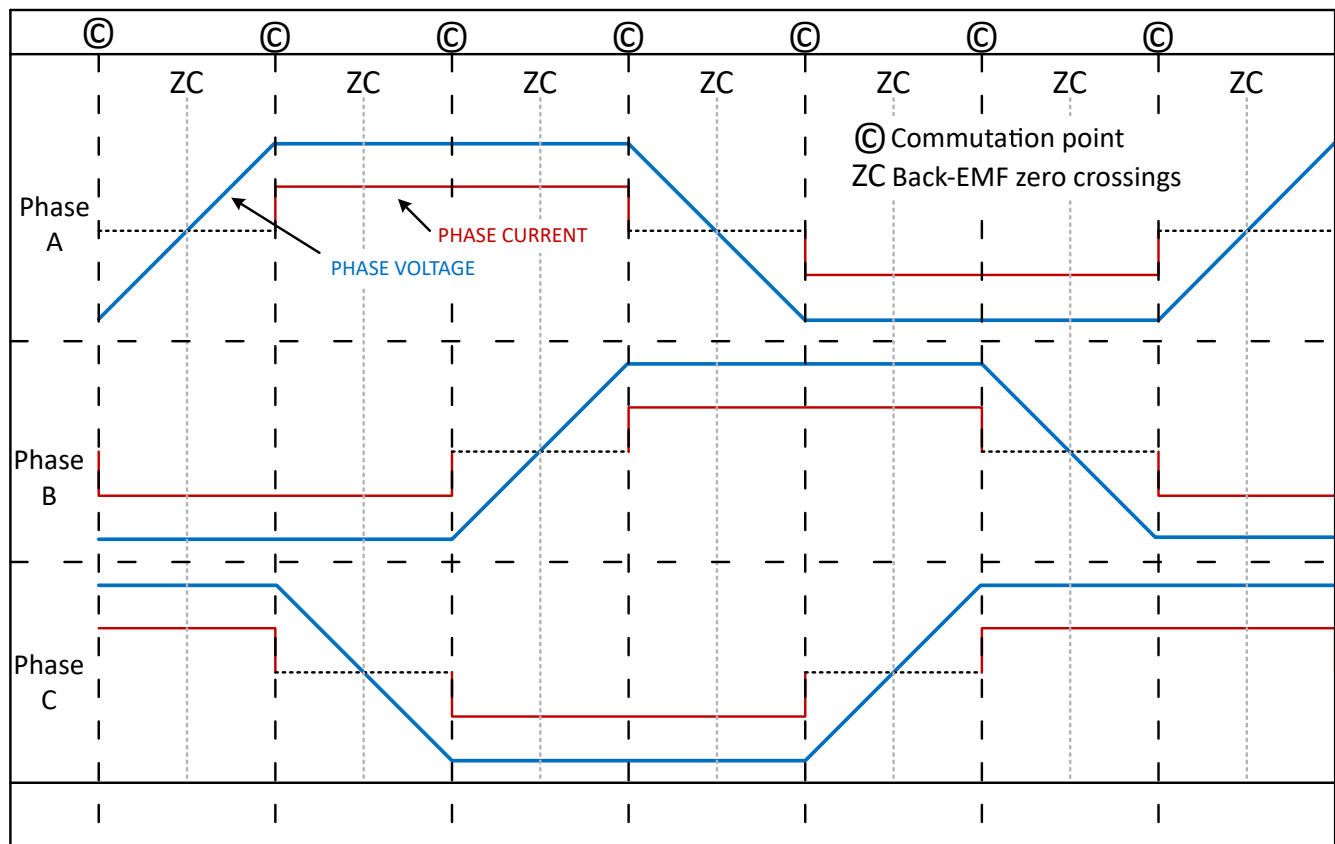 © © © © © © ©
ZC ZC ZC ZC ZC ZC ZC
© Commutation point
ZC Back-EMF zero crossings
Phase
A
PHASE CURRENT
PHASE VOLTAGE
Phase
B
Phase
C